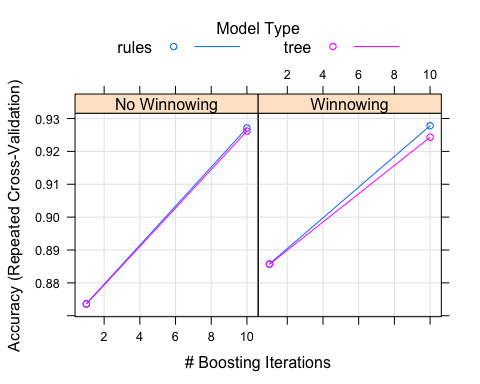 Model Type
rules tree
2 4 6 8 10
No Winnowing Winnowing
0.93
0.92
0.91
0.90
0.89
0.88
2 4 6 8 10
# Boosting Iterations
Accuracy (Repeated Cross-Validation)